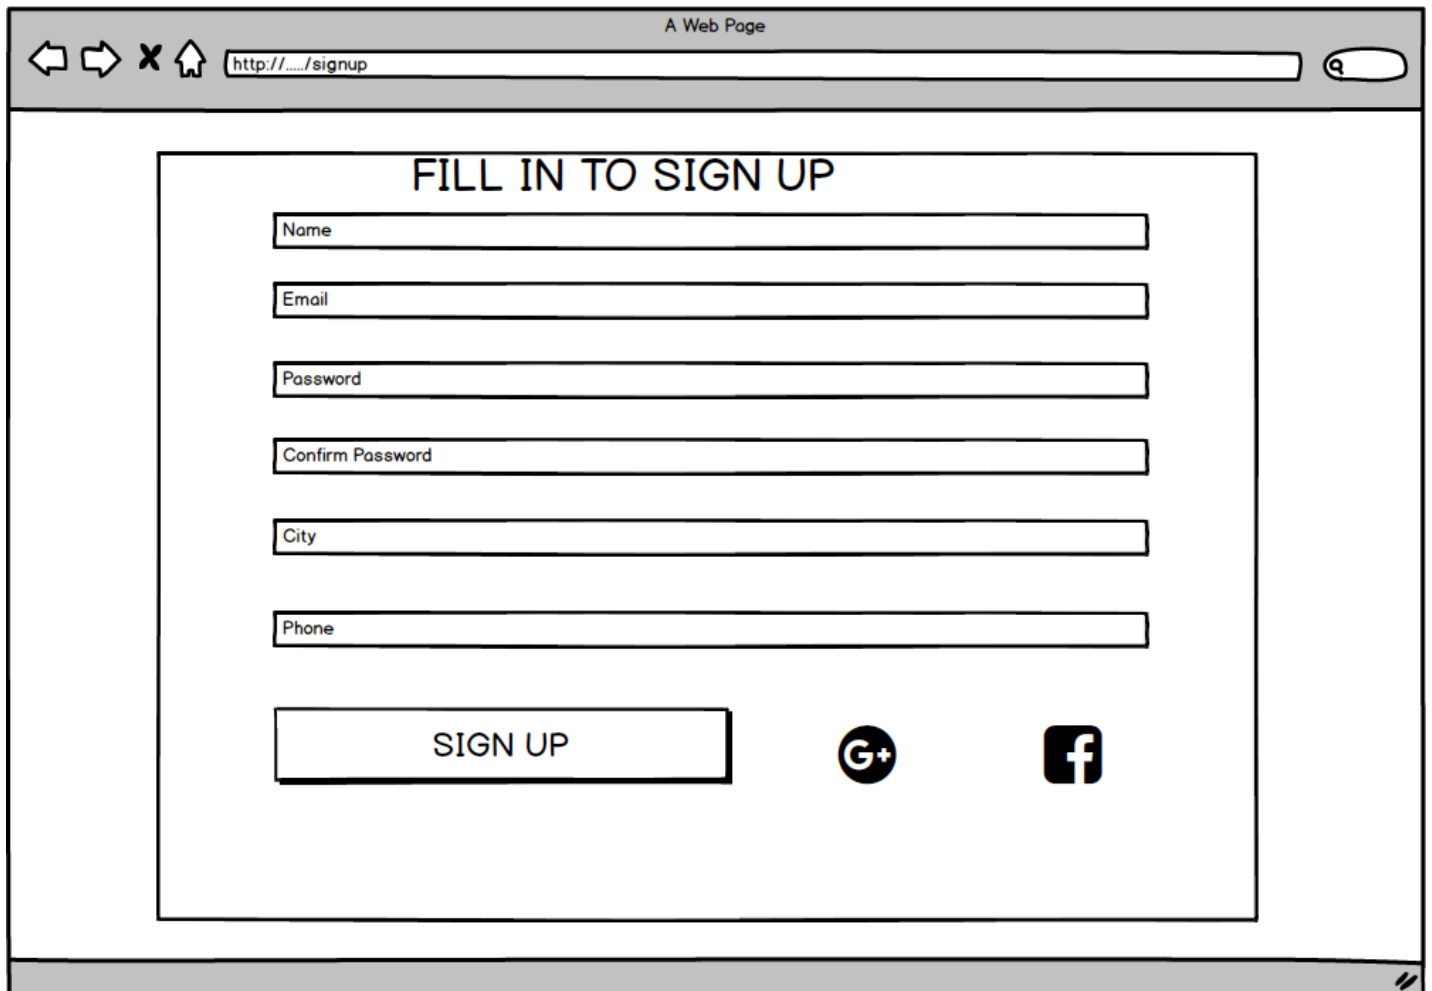 A Web Page
http://...../signup
FILL IN TO SIGN UP
Name
Email
Password
Confirm Password
City
Phone
SIGN UP
G+
f